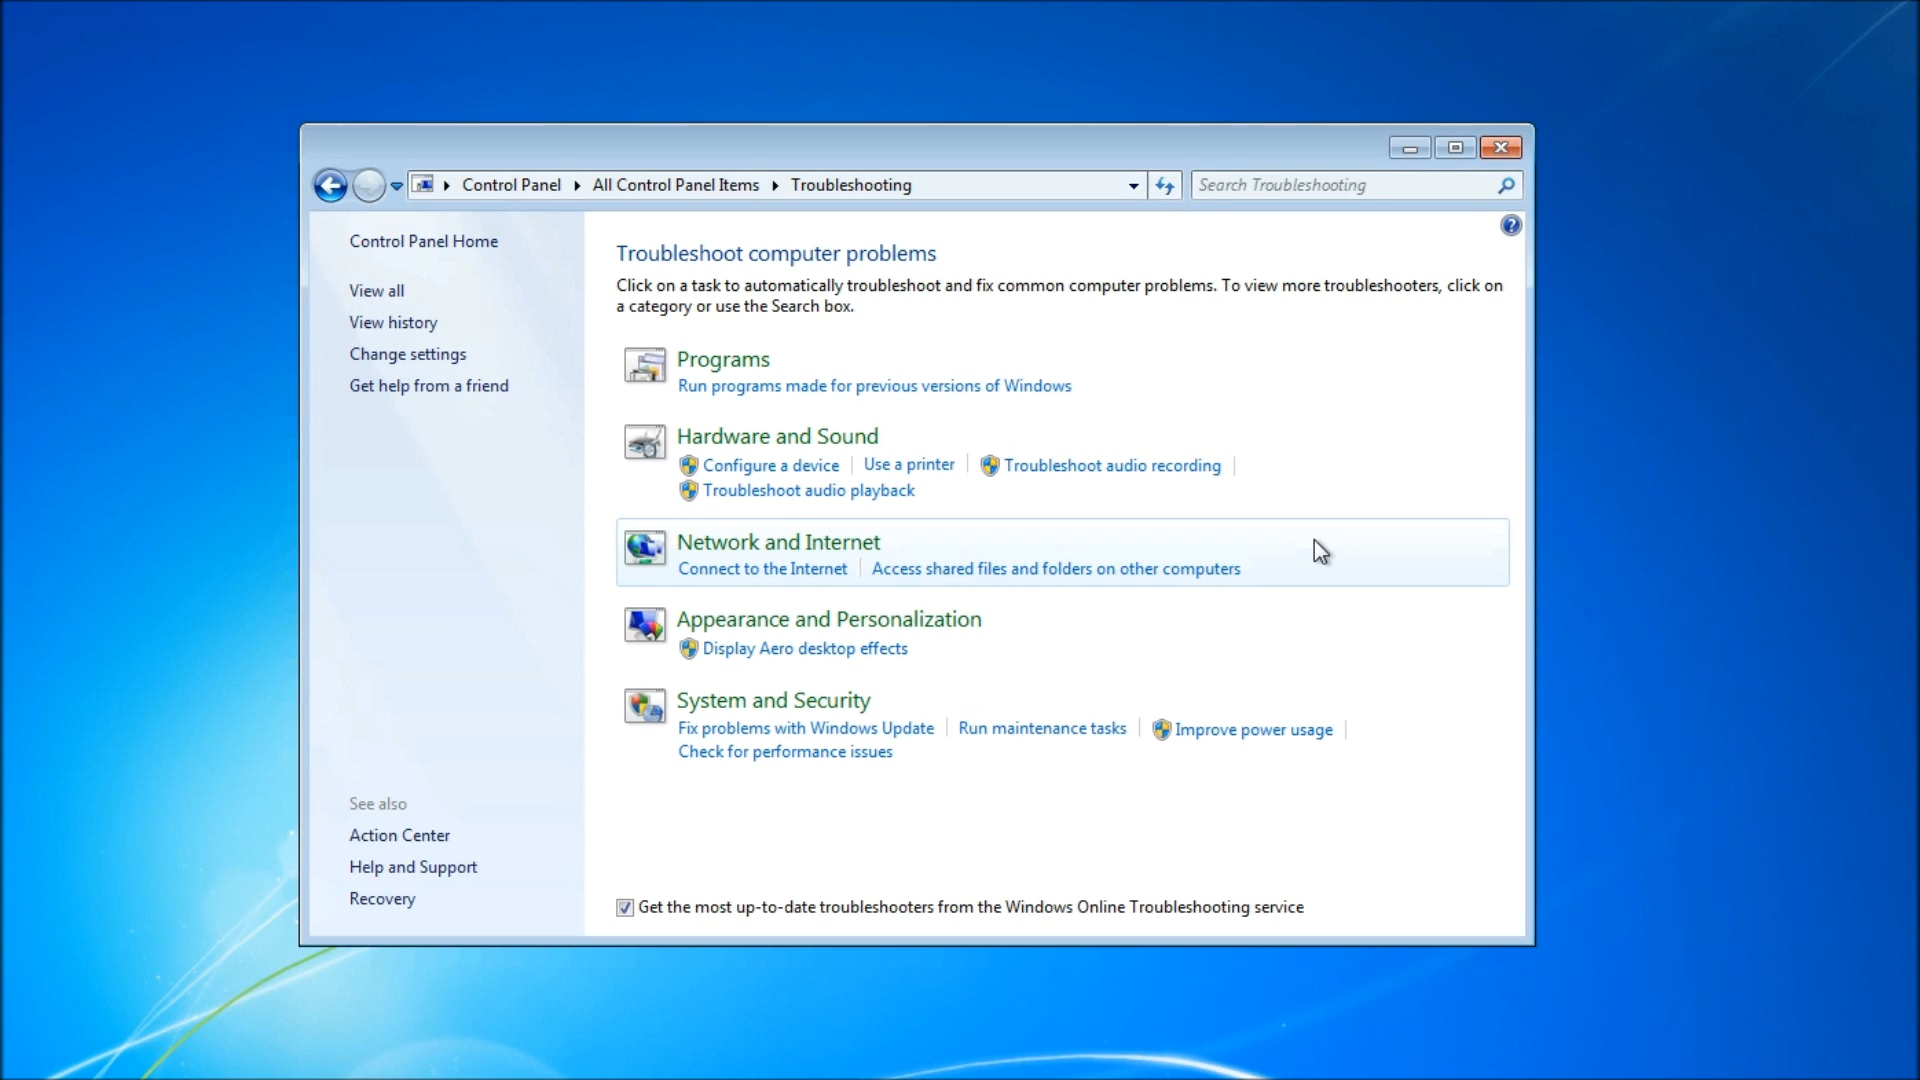 Control Panel All Control Panel Items Troubleshooting
Search Troubleshooting
Control Panel Home
View all
View history
Change settings
Get help from a friend
See also
Action Center
Help and Support
Recovery
Troubleshoot computer problems
Click on a task to automatically troubleshoot and fix common computer problems. To view more troubleshooters, click on
a category or use the Search box.
Programs
Run programs made for previous versions of Windows
Hardware and Sound
Configure a device Use a printer Troubleshoot audio recording
Troubleshoot audio playback
Network and Internet
Connect to the Internet Access shared files and folders on other computers
Appearance and Personalization
Display Aero desktop effects
System and Security
Fix problems with Windows Update Run maintenance tasks Improve power usage
Check for performance issues
Get the most up-to-date troubleshooters from the Windows Online Troubleshooting service